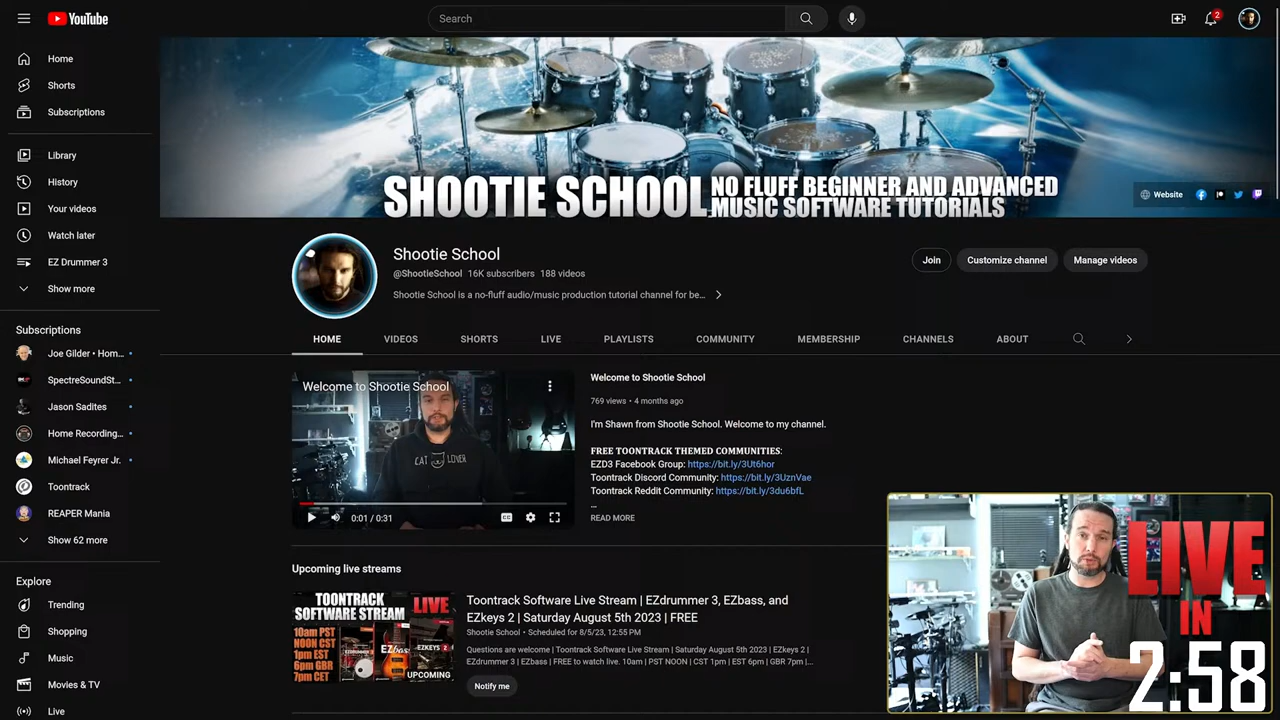 YouTube
Search
2
Home
Shorts
Subscriptions
Library
History
Your videos
Watch later
EZ Drummer 3
Show more
Subscriptions
Joe Gilder • Hom...
SpectreSoundSt...
Jason Sadites
Home Recording...
Michael Feyrer Jr.
Toontrack
REAPER Mania
Show 62 more
Explore
Trending
Shopping
Music
Movies & TV
Live
SHOOTIE SCHOOL
NO FLUFF BEGINNER AND ADVANCED
MUSIC SOFTWARE TUTORIALS
Website
Shootie School
@ShootieSchool 16K subscribers 188 videos
Shootie School is a no-fluff audio/music production tutorial channel for be...
Join
Customize channel
Manage videos
HOME
VIDEOS
SHORTS
LIVE
PLAYLISTS
COMMUNITY
MEMBERSHIP
CHANNELS
ABOUT
Welcome to Shootie School
CAT LOVER
0:01 / 0:31
Welcome to Shootie School
769 views • 4 months ago
I'm Shawn from Shootie School. Welcome to my channel.
FREE TOONTRACK THEMED COMMUNITIES:
EZD3 Facebook Group: https://bit.ly/3Ut6hor
Toontrack Discord Community: https://bit.ly/3UznVae
Toontrack Reddit Community: https://bit.ly/3du6bfL
...
READ MORE
Upcoming live streams
TOONTRACK
SOFTWARE STREAM
LIVE
10am PST
NOON CST
1pm EST
6pm GBR
7pm CET
EZbass
UPCOMING
Toontrack Software Live Stream | EZdrummer 3, EZbass, and
EZkeys 2 | Saturday August 5th 2023 | FREE
Shootie School • Scheduled for 8/5/23, 12:55 PM
Questions are welcome | Toontrack Software Live Stream | Saturday August 5th 2023 | EZkeys 2 |
EZdrummer 3 | EZbass | FREE to watch live. 10am | PST NOON | CST 1pm | EST 6pm | GBR 7pm |...
Notify me
LIVE
IN
2:58